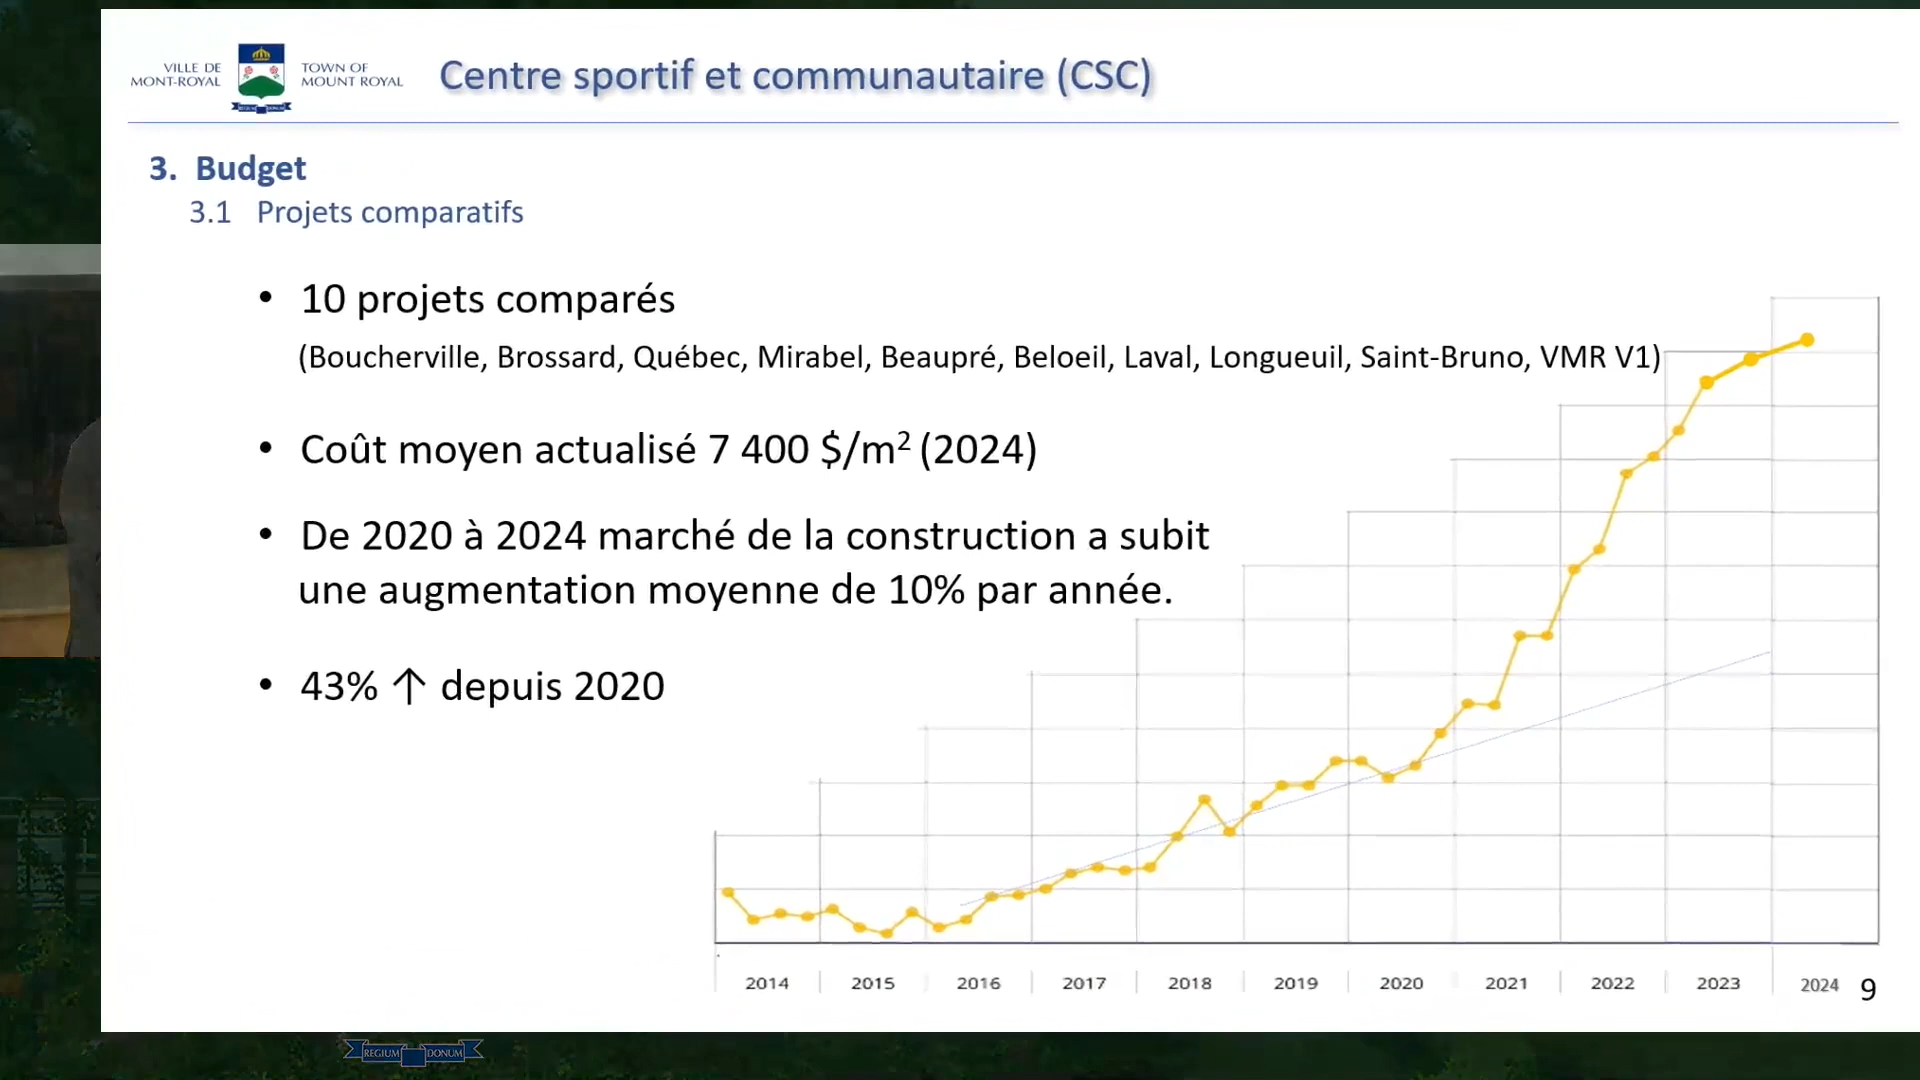 VILLE DE
MONT-ROYAL
TOWN OF
MOUNT ROYAL
Centre sportif et communautaire (CSC)
3. Budget
3.1 Projets comparatifs
• 10 projets comparés
(Boucherville, Brossard, Québec, Mirabel, Beaupré, Beloeil, Laval, Longueuil, Saint-Bruno, VMR V1)
• Coût moyen actualisé 7 400 $/m² (2024)
• De 2020 à 2024 marché de la construction a subit
une augmentation moyenne de 10% par année.
• 43% ↑ depuis 2020
2014 2015 2016 2017 2018 2019 2020 2021 2022 2023 2024
9
REGIUM DONUM